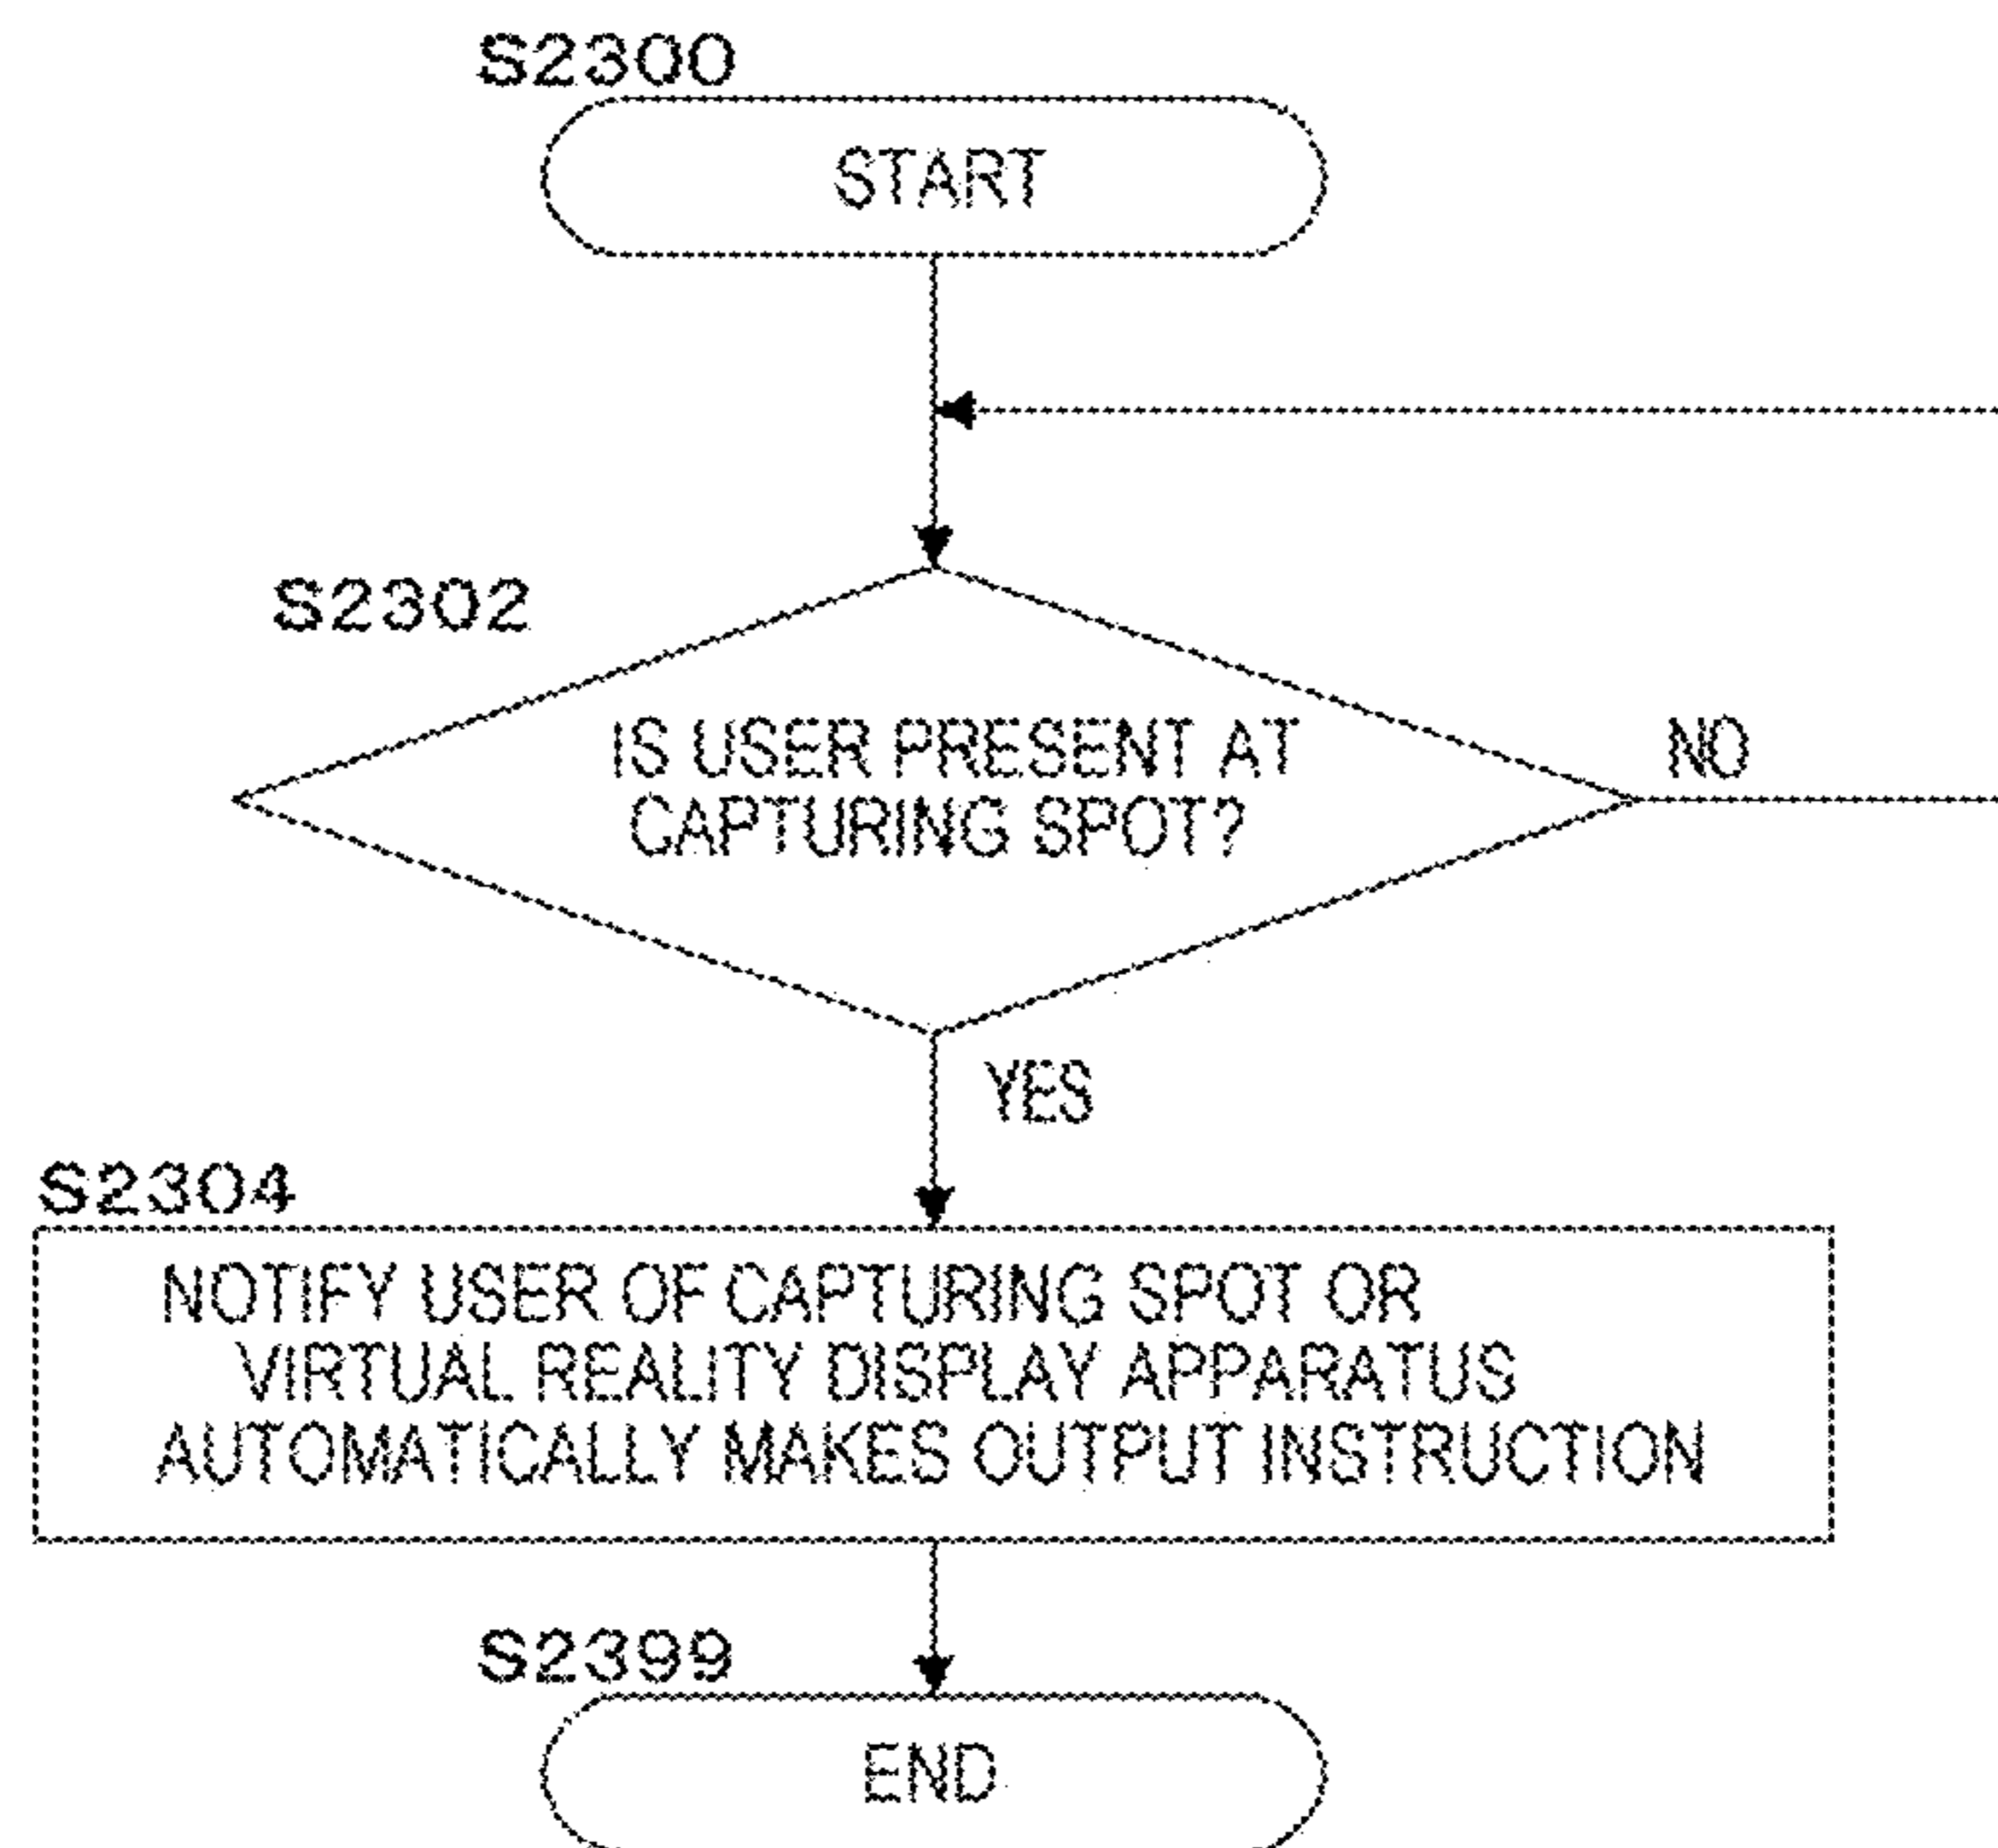 S2300
START
S2302
IS USER PRESENT AT
CAPTURING SPOT?
NO
YES
S2304
NOTIFY USER OF CAPTURING SPOT OR
VIRTUAL REALITY DISPLAY APPARATUS
AUTOMATICALLY MAKES OUTPUT INSTRUCTION
S2399
END